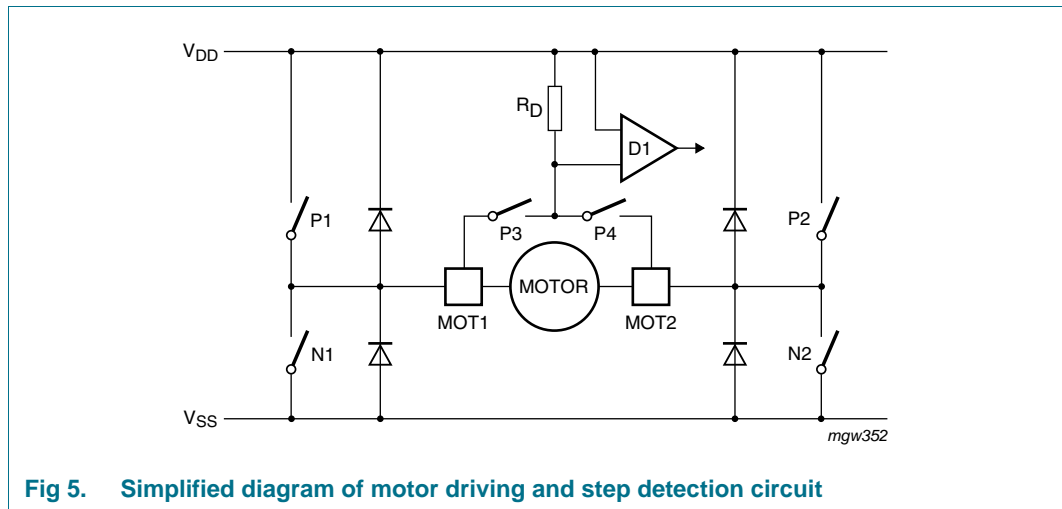 VDD
RD
D1
P1
P3
P4
P2
MOTOR
MOT1
MOT2
N1
N2
VSS
mgw352
Fig 5. Simplified diagram of motor driving and step detection circuit